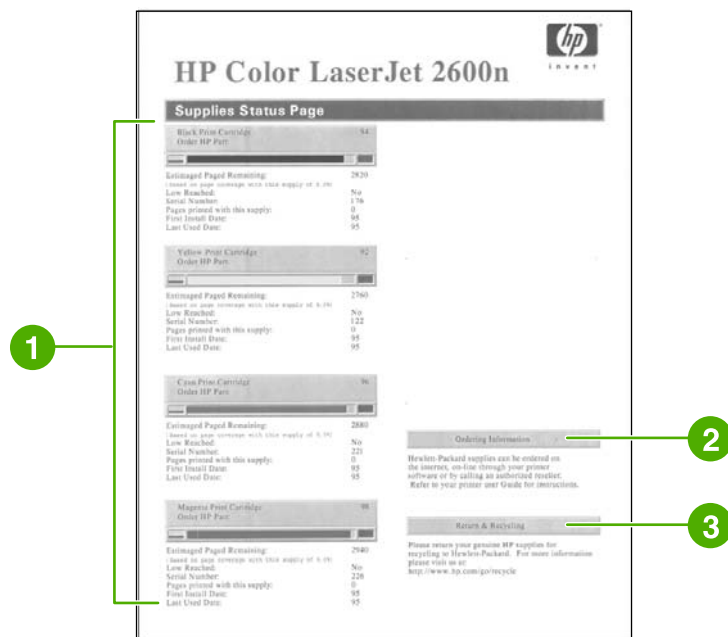 hp
invent
HP Color LaserJet 2600n
Supplies Status Page
Black Print Cartridge 94
Order HP Part
Estimaged Paged Remaining: 2820
Low Reached: No
Serial Number: 176
Pages printed with this supply: 0
First Install Date: 95
Last Used Date: 95
Yellow Print Cartridge 92
Order HP Part
Estimaged Paged Remaining: 2760
Low Reached: No
Serial Number: 122
Pages printed with this supply: 0
First Install Date: 95
Last Used Date: 95
Cyan Print Cartridge 96
Order HP Part
Estimaged Paged Remaining: 2880
Low Reached: No
Serial Number: 221
Pages printed with this supply: 0
First Install Date: 95
Last Used Date: 95
Magenta Print Cartridge 98
Order HP Part
Estimaged Paged Remaining: 2940
Low Reached: No
Serial Number: 226
Pages printed with this supply: 0
First Install Date: 95
Last Used Date: 95
Ordering Information
Hewlett-Packard supplies can be ordered on
the internet, on-line through your printer
software or by calling an authorized reseller.
Refer to your printer user Guide for instructions.
Return & Recycling
Please return your genuine HP supplies for
recycling to Hewlett-Packard. For more information
please visit us at:
http://www.hp.com/go/recycle
1
2
3